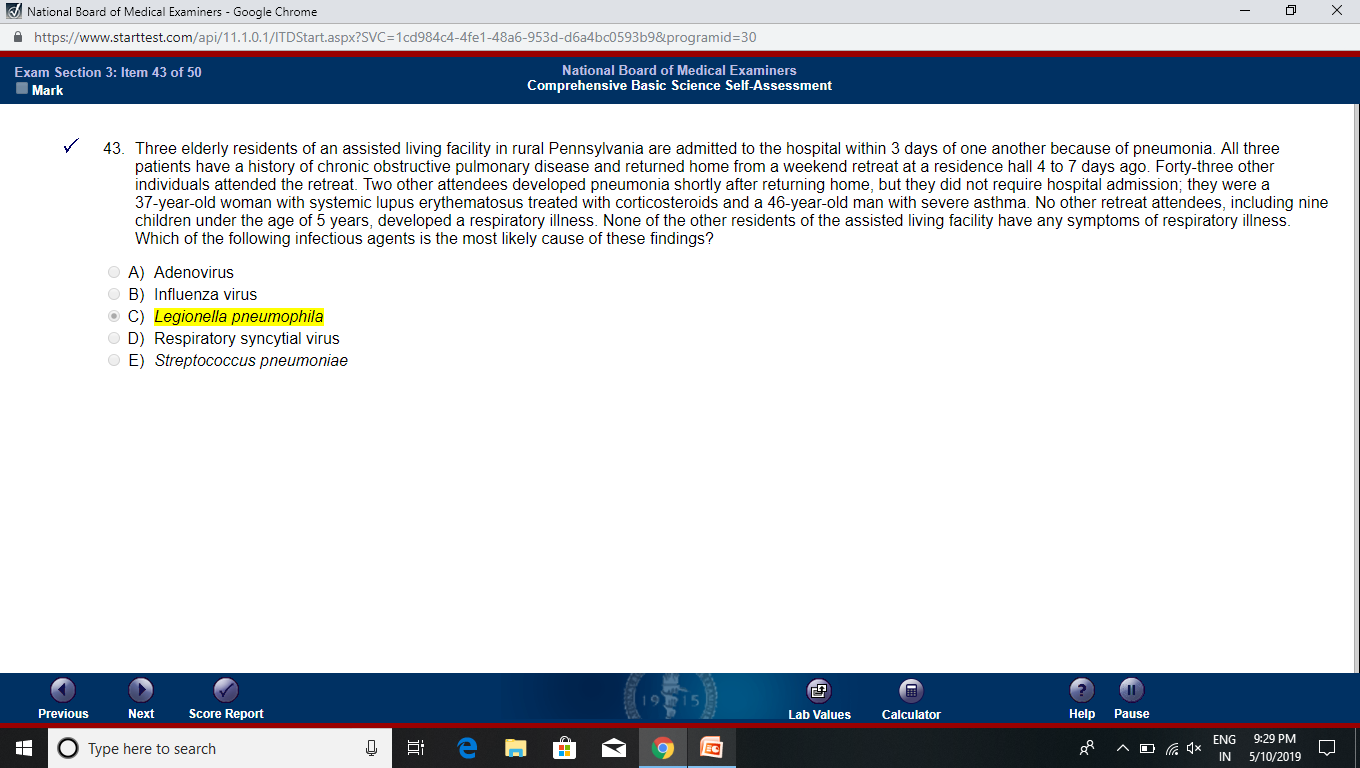 National Board of Medical Examiners - Google Chrome
https://www.starttest.com/api/11.1.0.1/ITDStart.aspx?SVC=1cd984c4-4fe1-48a6-953d-d6a4bc0593b9&programid=30
Exam Section 3: Item 43 of 50
National Board of Medical Examiners
Mark
Comprehensive Basic Science Self-Assessment
43. Three elderly residents of an assisted living facility in rural Pennsylvania are admitted to the hospital within 3 days of one another because of pneumonia. All three
patients have a history of chronic obstructive pulmonary disease and returned home from a weekend retreat at a residence hall 4 to 7 days ago. Forty-three other
individuals attended the retreat. Two other attendees developed pneumonia shortly after returning home, but they did not require hospital admission; they were a
37-year-old woman with systemic lupus erythematosus treated with corticosteroids and a 46-year-old man with severe asthma. No other retreat attendees, including nine
children under the age of 5 years, developed a respiratory illness. None of the other residents of the assisted living facility have any symptoms of respiratory illness.
Which of the following infectious agents is the most likely cause of these findings?
A) Adenovirus
B) Influenza virus
C) Legionella pneumophila
D) Respiratory syncytial virus
E) Streptococcus pneumoniae
19 15
Previous Next Score Report Lab Values Calculator Help Pause
Type here to search
ENG 9:29 PM
IN 5/10/2019